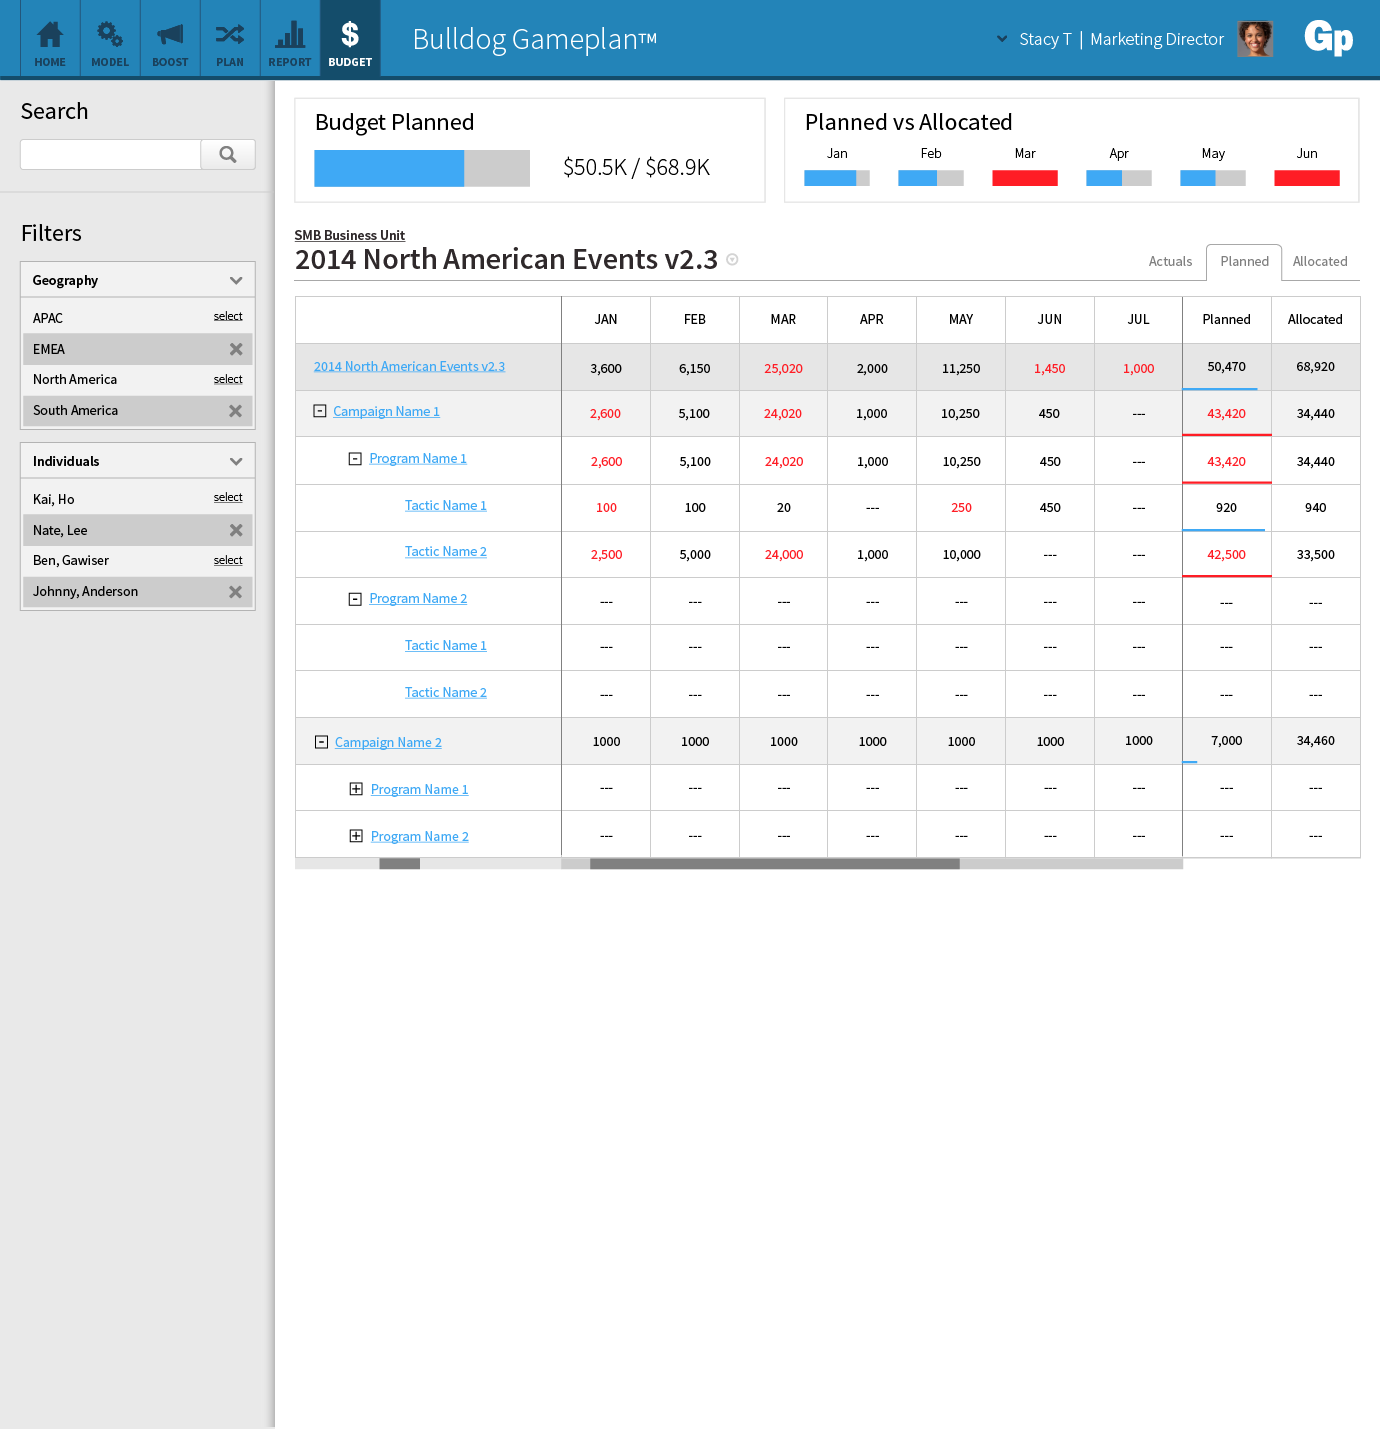 HOME MODEL BOOST PLAN REPORT $ BUDGET
Bulldog Gameplan™
Stacy T | Marketing Director
Gp
Search
Filters
Geography
APAC select
EMEA
North America select
South America
Individuals
Kai, Ho select
Nate, Lee
Ben, Gawiser select
Johnny, Anderson
Budget Planned
$50.5K / $68.9K
Planned vs Allocated
Jan Feb Mar Apr May Jun
SMB Business Unit
2014 North American Events v2.3
Actuals Planned Allocated
JAN FEB MAR APR MAY JUN JUL Planned Allocated
2014 North American Events v2.3 3,600 6,150 25,020 2,000 11,250 1,450 1,000 50,470 68,920
Campaign Name 1 2,600 5,100 24,020 1,000 10,250 450 --- 43,420 34,440
Program Name 1 2,600 5,100 24,020 1,000 10,250 450 --- 43,420 34,440
Tactic Name 1 100 100 20 --- 250 450 --- 920 940
Tactic Name 2 2,500 5,000 24,000 1,000 10,000 --- --- 42,500 33,500
Program Name 2 --- --- --- --- --- --- --- --- ---
Tactic Name 1 --- --- --- --- --- --- --- --- ---
Tactic Name 2 --- --- --- --- --- --- --- --- ---
Campaign Name 2 1000 1000 1000 1000 1000 1000 1000 7,000 34,460
Program Name 1 --- --- --- --- --- --- --- --- ---
Program Name 2 --- --- --- --- --- --- --- --- ---